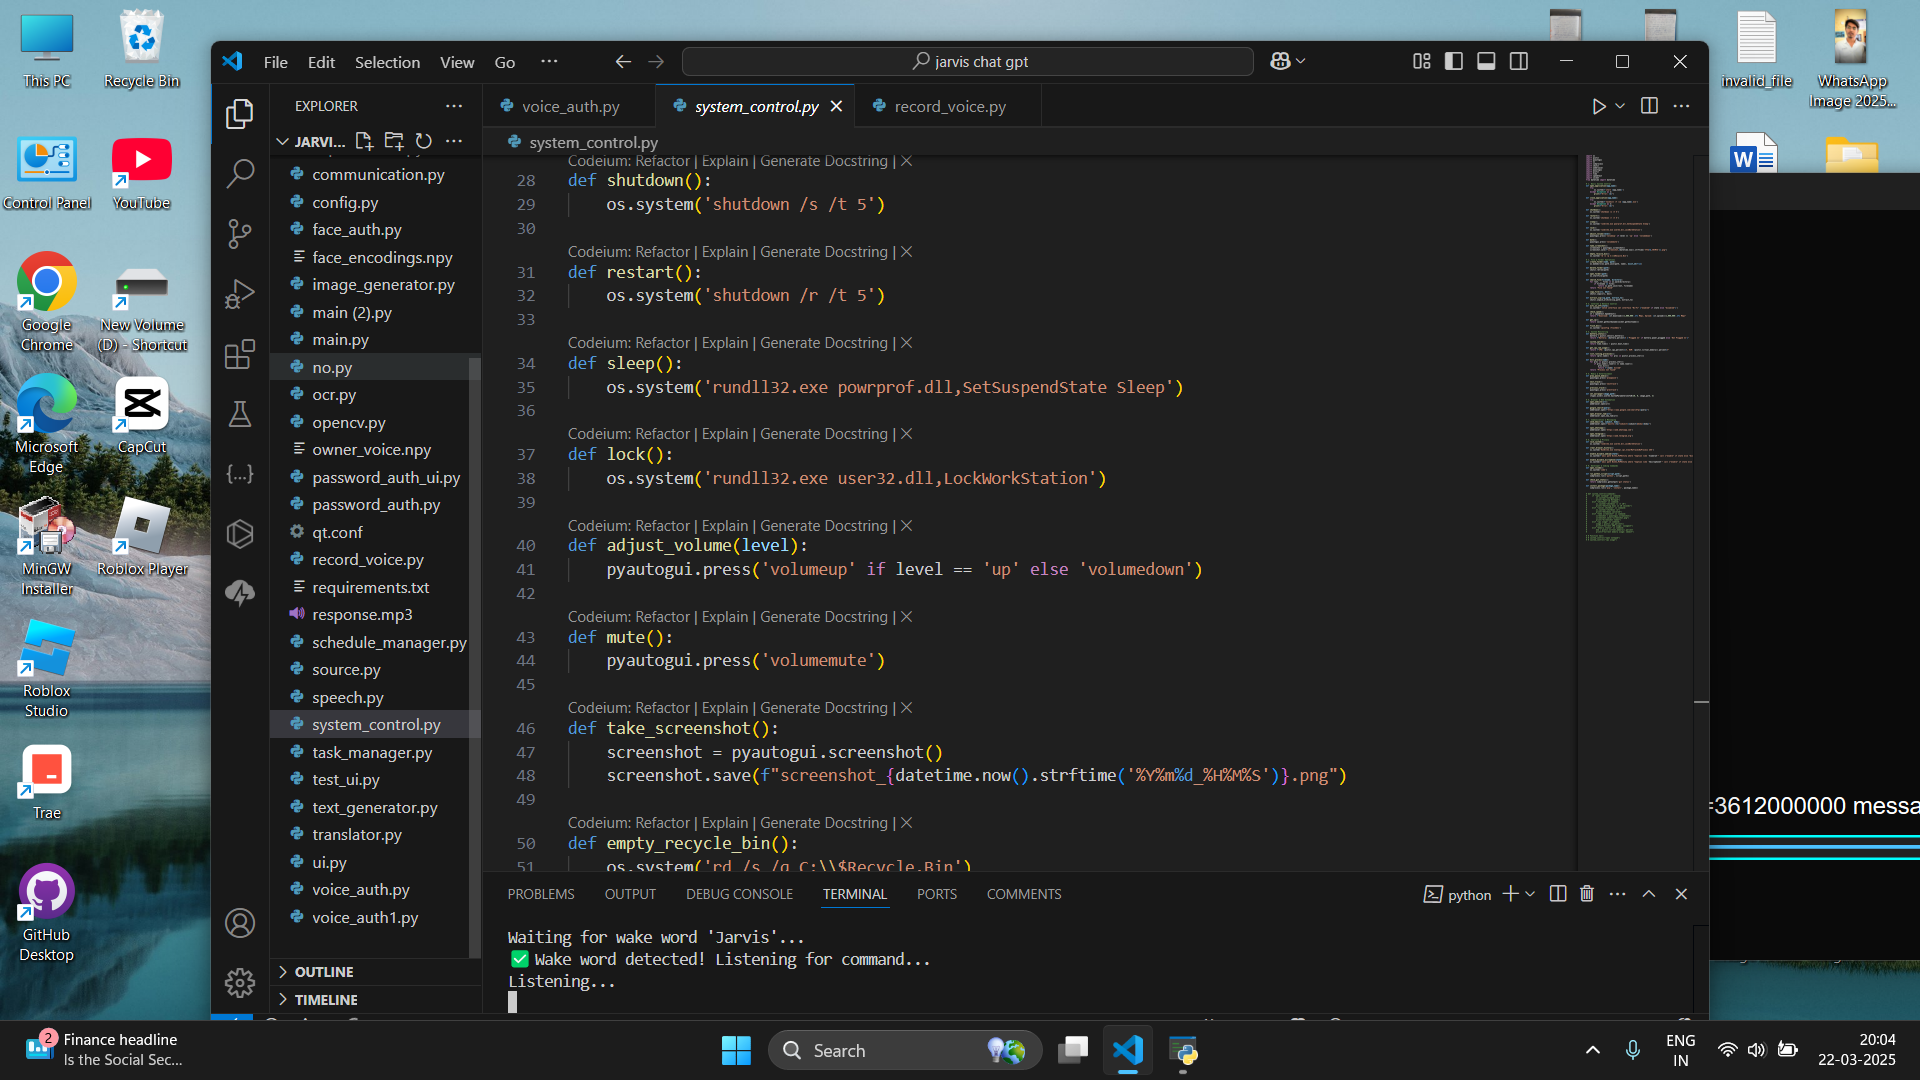 This PC
Recycle Bin
Control Panel
YouTube
Google Chrome
New Volume (D) - Shortcut
Microsoft Edge
CapCut
MinGW Installer
Roblox Player
Roblox Studio
Trae
GitHub Desktop
invalid_file
WhatsApp Image 2025...
File Edit Selection View Go ...
jarvis chat gpt
EXPLORER
JARVI...
communication.py
config.py
face_auth.py
face_encodings.npy
image_generator.py
main (2).py
main.py
no.py
ocr.py
opencv.py
owner_voice.npy
password_auth_ui.py
password_auth.py
qt.conf
record_voice.py
requirements.txt
response.mp3
schedule_manager.py
source.py
speech.py
system_control.py
task_manager.py
test_ui.py
text_generator.py
translator.py
ui.py
voice_auth.py
voice_auth1.py
OUTLINE
TIMELINE
voice_auth.py
system_control.py
record_voice.py
system_control.py
Codeium: Refactor | Explain | Generate Docstring | X
28 def shutdown():
29 os.system('shutdown /s /t 5')
30
Codeium: Refactor | Explain | Generate Docstring | X
31 def restart():
32 os.system('shutdown /r /t 5')
33
Codeium: Refactor | Explain | Generate Docstring | X
34 def sleep():
35 os.system('rundll32.exe powrprof.dll,SetSuspendState Sleep')
36
Codeium: Refactor | Explain | Generate Docstring | X
37 def lock():
38 os.system('rundll32.exe user32.dll,LockWorkStation')
39
Codeium: Refactor | Explain | Generate Docstring | X
40 def adjust_volume(level):
41 pyautogui.press('volumeup' if level == 'up' else 'volumedown')
42
Codeium: Refactor | Explain | Generate Docstring | X
43 def mute():
44 pyautogui.press('volumemute')
45
Codeium: Refactor | Explain | Generate Docstring | X
46 def take_screenshot():
47 screenshot = pyautogui.screenshot()
48 screenshot.save(f"screenshot_{datetime.now().strftime('%Y%m%d_%H%M%S')}.png")
49
Codeium: Refactor | Explain | Generate Docstring | X
50 def empty_recycle_bin():
51 os.system('rd /s /q C:\\$Recycle.Bin')
PROBLEMS OUTPUT DEBUG CONSOLE TERMINAL PORTS COMMENTS
python
Waiting for wake word 'Jarvis'...
✅ Wake word detected! Listening for command...
Listening...
=3612000000 messa
2
Finance headline
Is the Social Sec...
Search
ENG
IN
20:04
22-03-2025